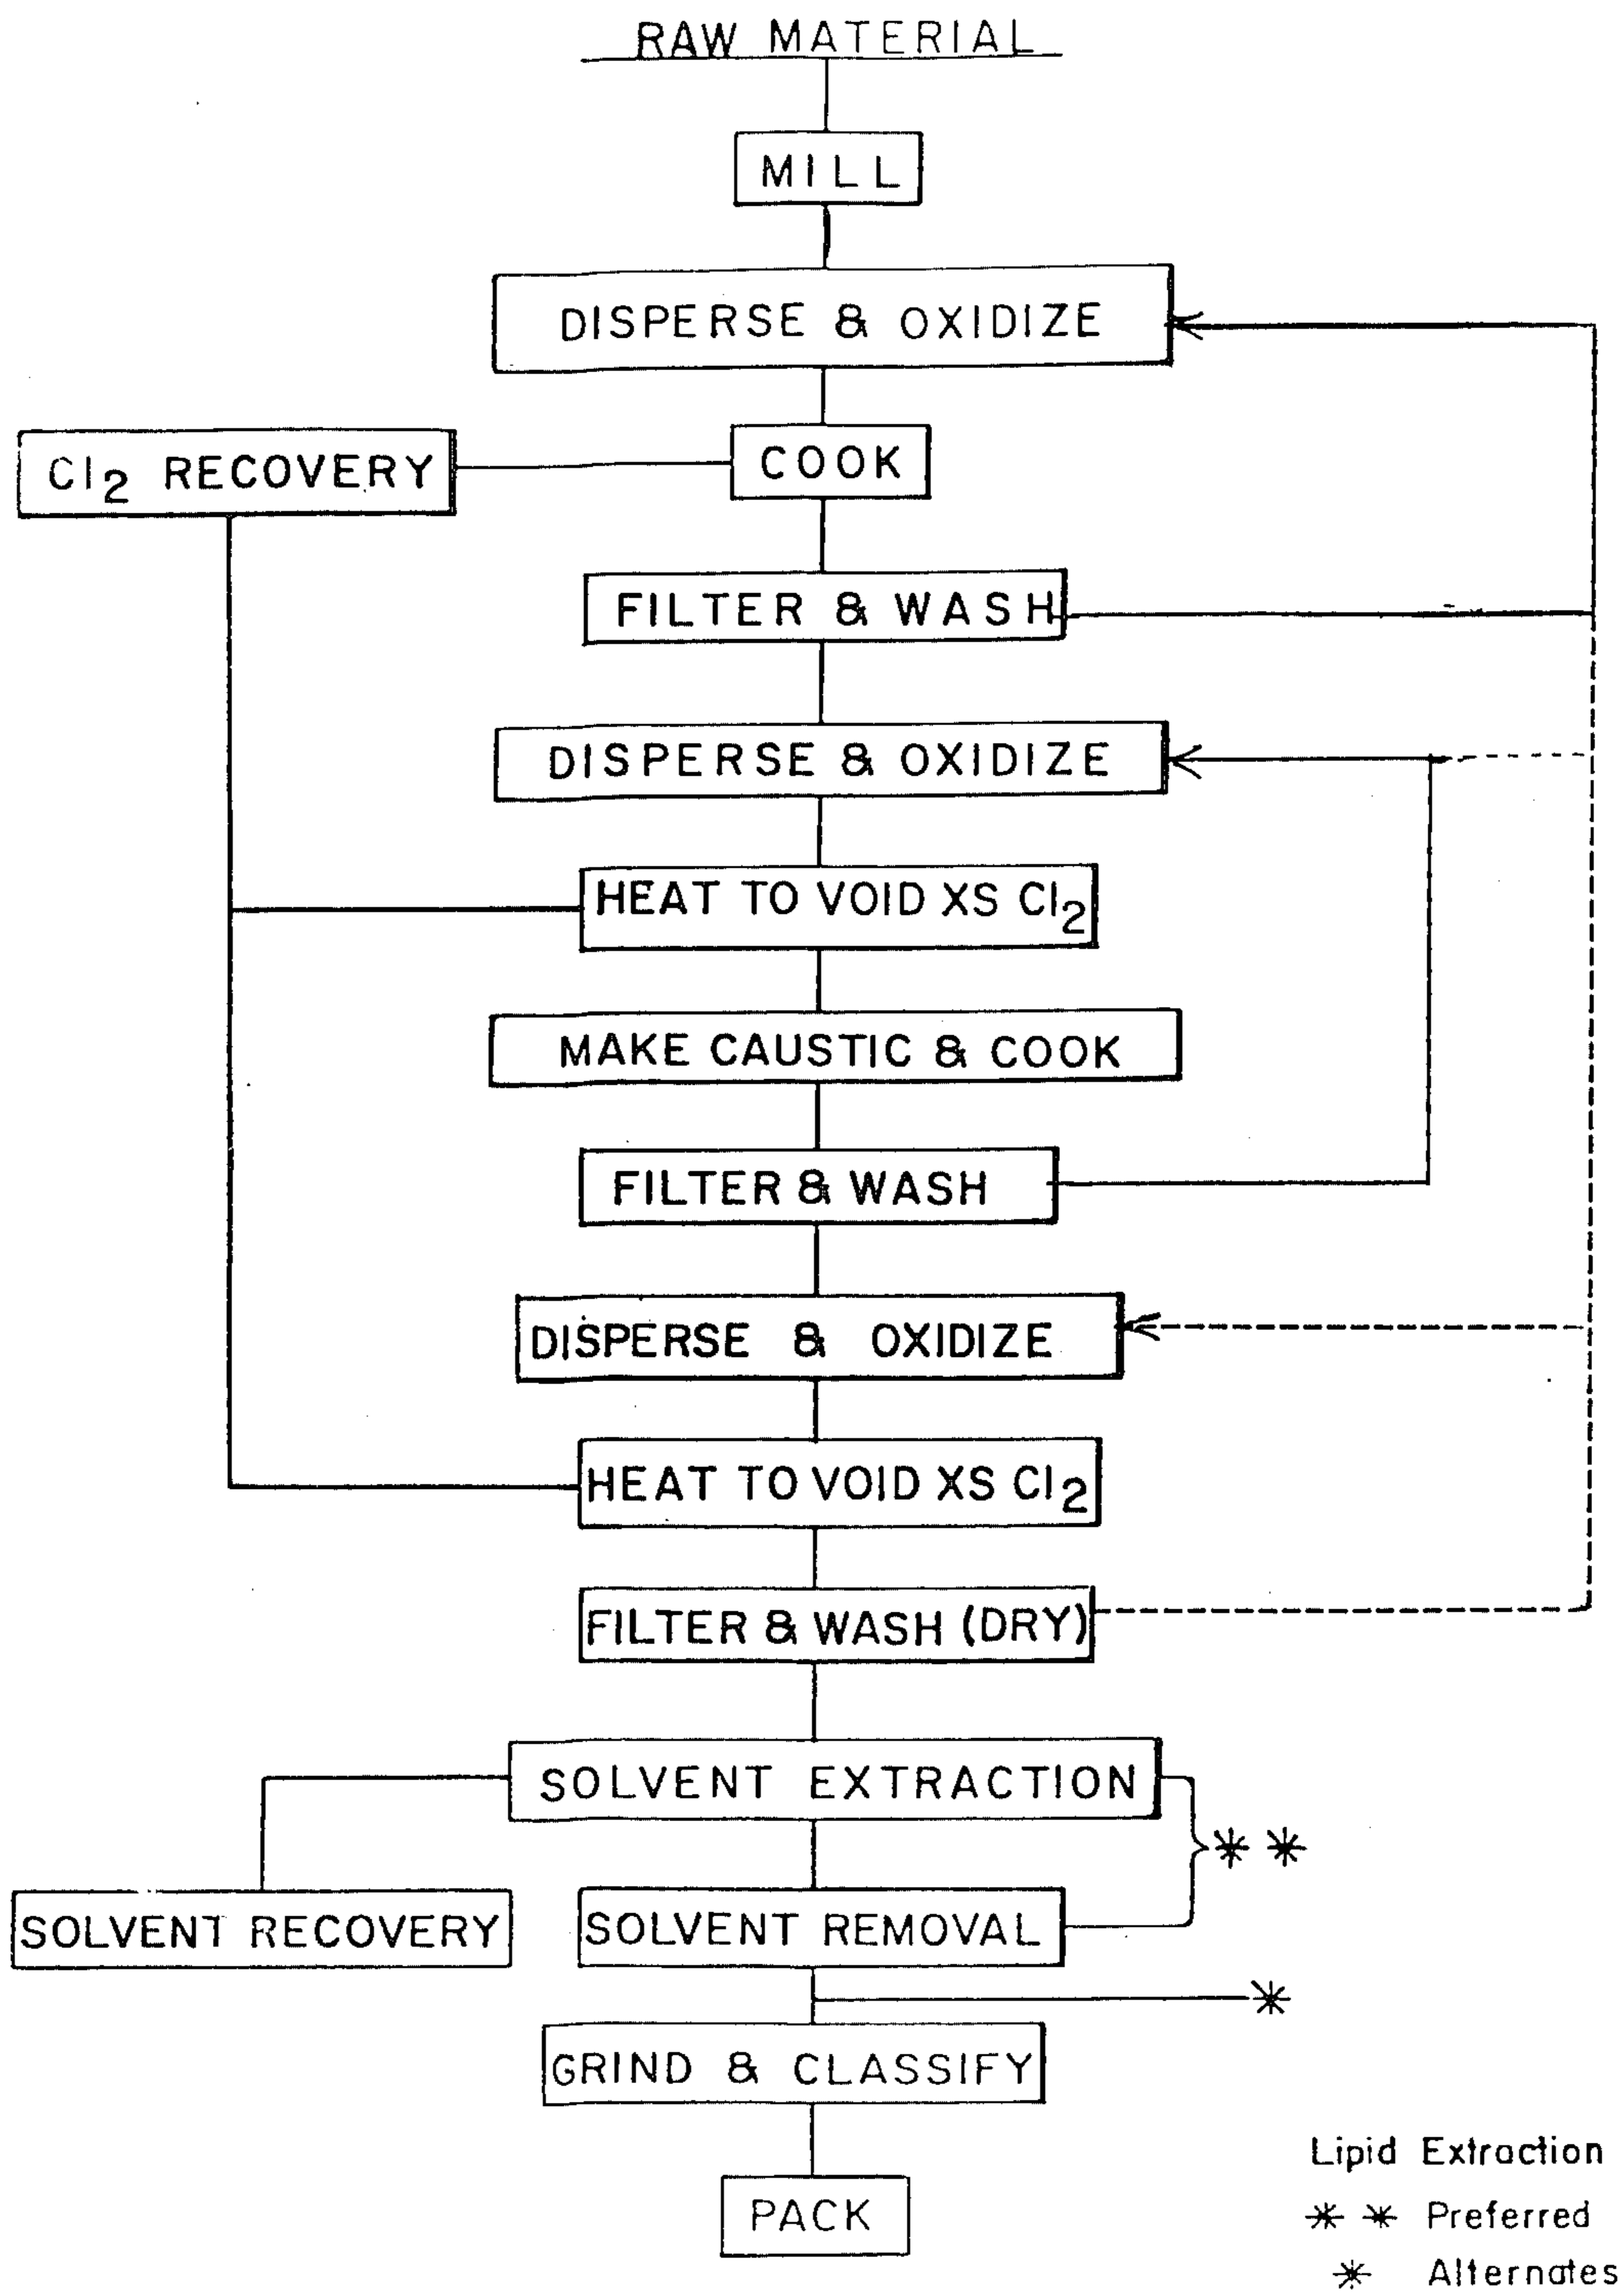 RAW MATERIAL
MILL
DISPERSE & OXIDIZE
Cl2 RECOVERY
COOK
FILTER & WASH
DISPERSE & OXIDIZE
HEAT TO VOID XS Cl2
MAKE CAUSTIC & COOK
FILTER & WASH
DISPERSE & OXIDIZE
HEAT TO VOID XS Cl2
FILTER & WASH (DRY)
SOLVENT EXTRACTION
* *
SOLVENT RECOVERY
SOLVENT REMOVAL
*
GRIND & CLASSIFY
PACK
Lipid Extraction
* * Preferred
* Alternates